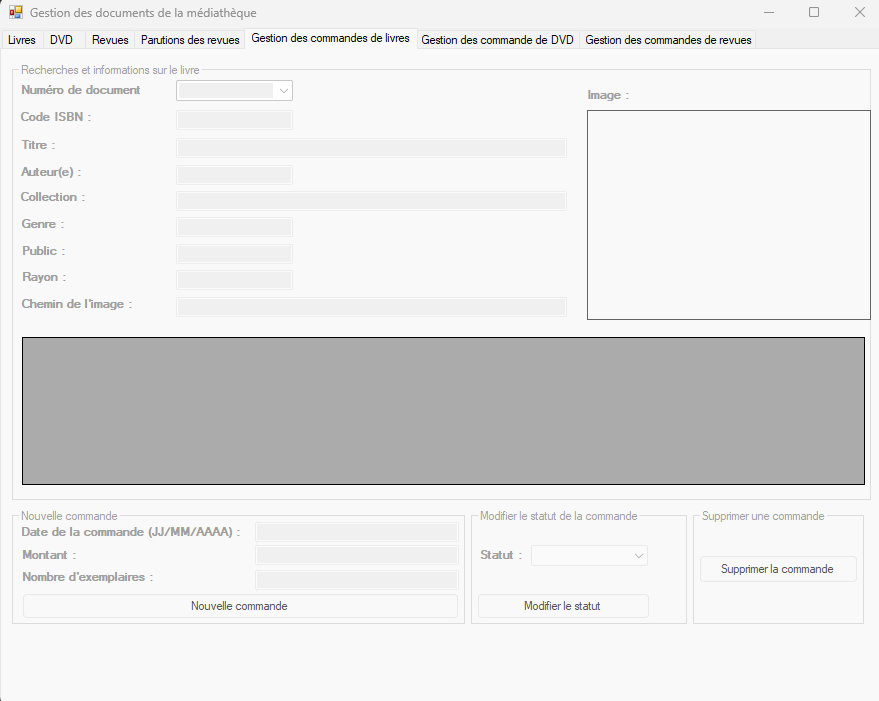 Gestion des documents de la médiathèque
Livres DVD Revues Parutions des revues Gestion des commandes de livres Gestion des commande de DVD Gestion des commandes de revues
Recherches et informations sur le livre
Numéro de document
Image :
Code ISBN :
Titre :
Auteur(e) :
Collection :
Genre :
Public :
Rayon :
Chemin de l'image :
Nouvelle commande
Date de la commande (JJ/MM/AAAA) :
Montant :
Nombre d'exemplaires :
Nouvelle commande
Modifier le statut de la commande
Statut :
Modifier le statut
Supprimer une commande
Supprimer la commande